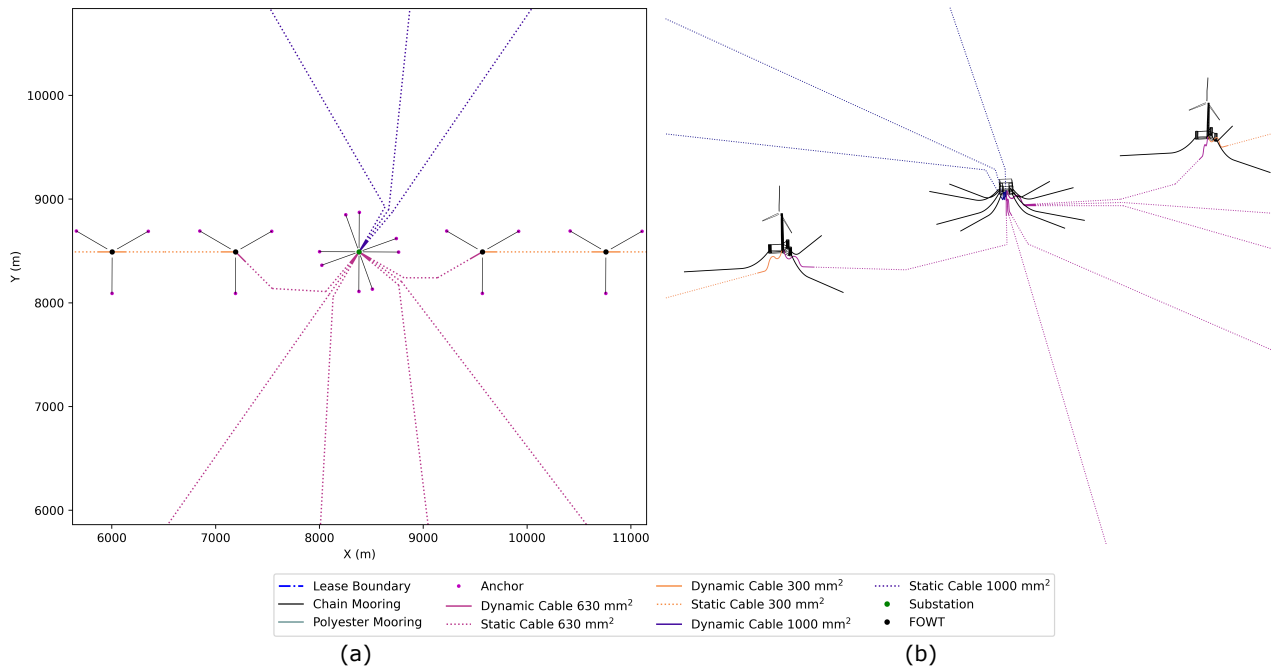 10000
9000
8000
7000
6000
Y (m)
6000 7000 8000 9000 10000 11000
X (m)
Lease Boundary
Chain Mooring
Polyester Mooring
Anchor
Dynamic Cable 630 mm²
Static Cable 630 mm²
Dynamic Cable 300 mm²
Static Cable 300 mm²
Dynamic Cable 1000 mm²
Static Cable 1000 mm²
Substation
FOWT
(a)
(b)